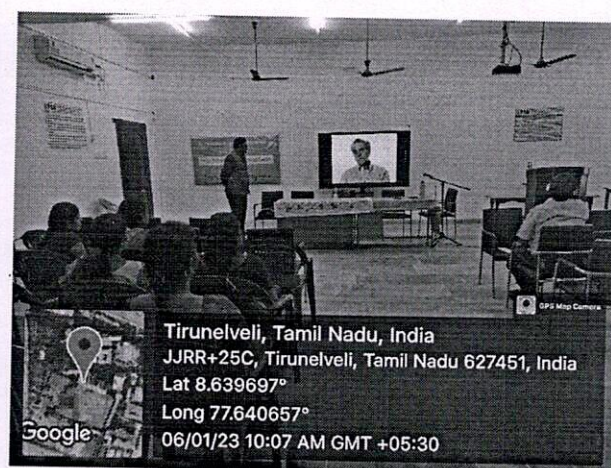 GPS Map Camera
Tirunelveli, Tamil Nadu, India
JJRR+25C, Tirunelveli, Tamil Nadu 627451, India
Lat 8.639697°
Long 77.640657°
06/01/23 10:07 AM GMT +05:30
Google